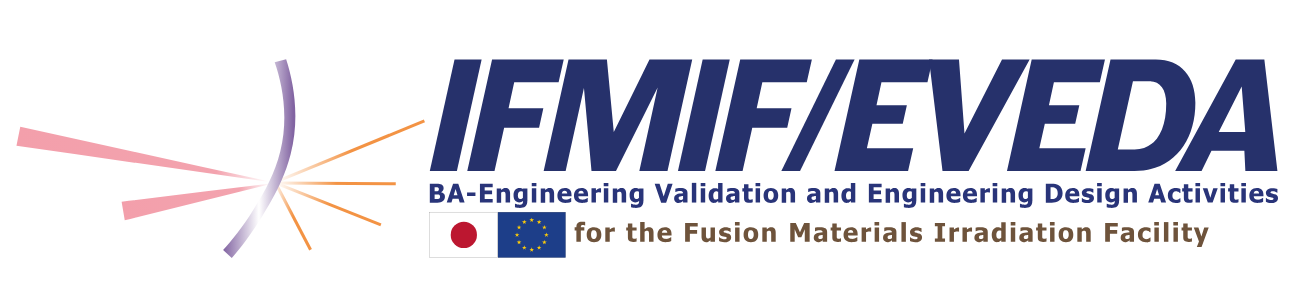 IFMIF/EVEDA
BA-Engineering Validation and Engineering Design Activities
for the Fusion Materials Irradiation Facility